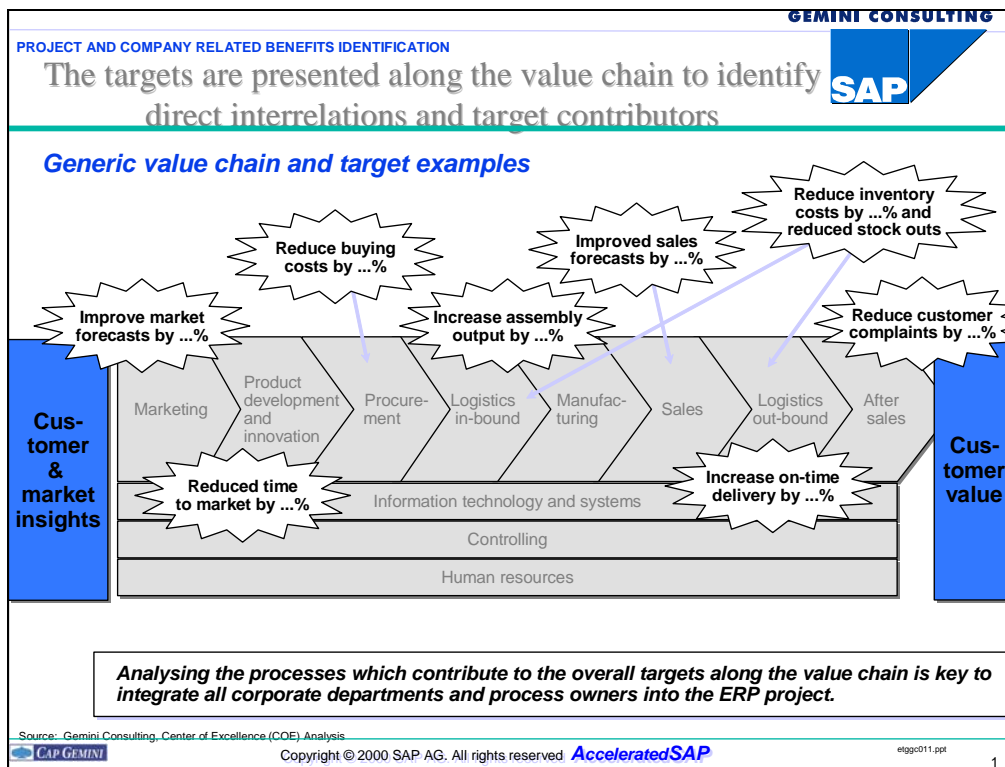 GEMINI CONSULTING
PROJECT AND COMPANY RELATED BENEFITS IDENTIFICATION
SAP
The targets are presented along the value chain to identify
direct interrelations and target contributors
Generic value chain and target examples
Reduce inventory
costs by ...% and
reduced stock outs
Reduce buying
costs by ...%
Improved sales
forecasts by ...%
Improve market
forecasts by ...%
Increase assembly
output by ...%
Reduce customer
complaints by ...%
Cus-
tomer
&
market
insights
Marketing
Product
development
and
innovation
Procure-
ment
Logistics
in-bound
Manufac-
turing
Sales
Logistics
out-bound
After
sales
Cus-
tomer
value
Reduced time
to market by ...%
Increase on-time
delivery by ...%
Information technology and systems
Controlling
Human resources
Analysing the processes which contribute to the overall targets along the value chain is key to
integrate all corporate departments and process owners into the ERP project.
Source: Gemini Consulting, Center of Excellence (COE) Analysis
CAP GEMINI
Copyright © 2000 SAP AG. All rights reserved AcceleratedSAP
etggc011.ppt
1